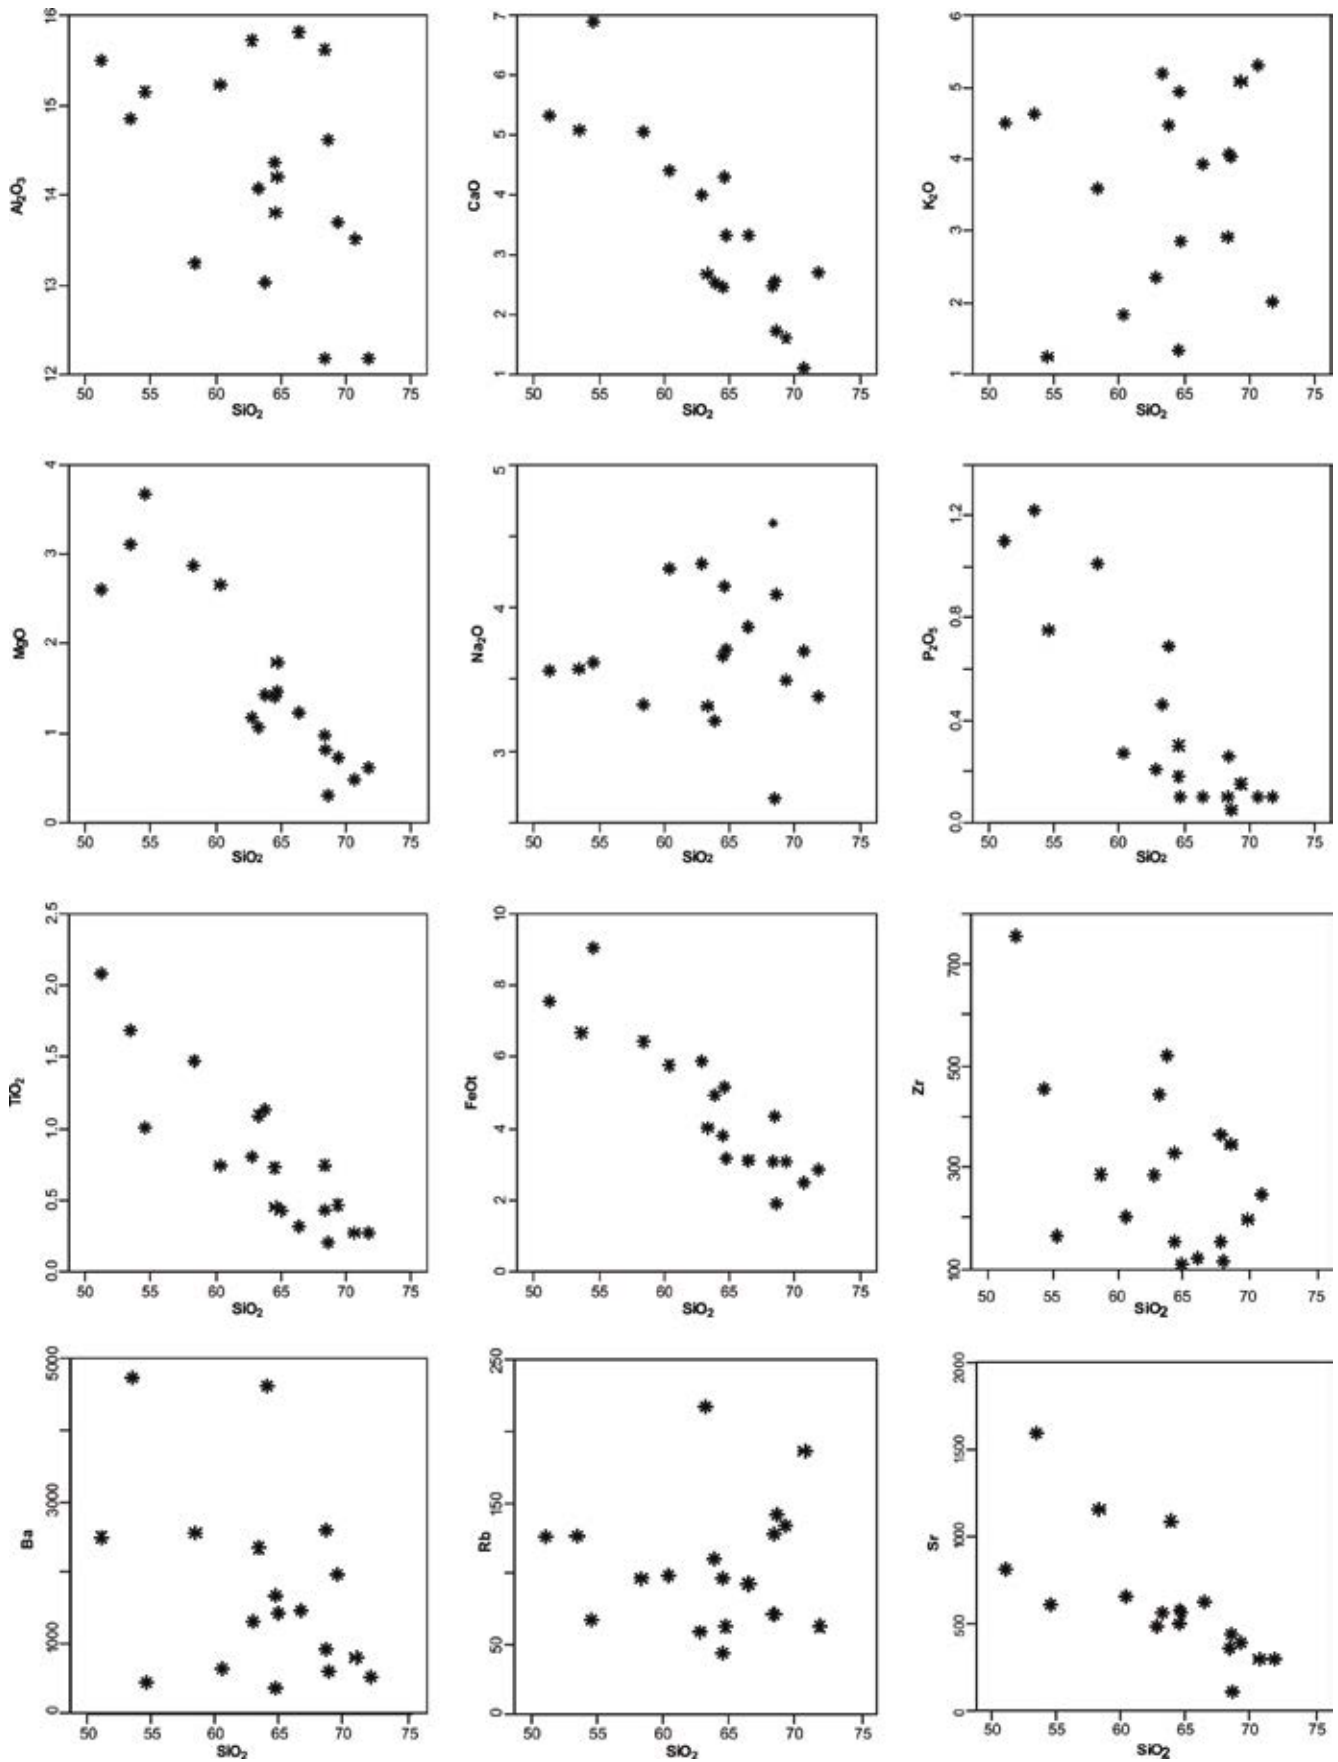 Al₂O₃
16
15
14
13
12
50 55 60 65 70 75
SiO₂
CaO
7
6
5
4
3
2
1
50 55 60 65 70 75
SiO₂
K₂O
6
5
4
3
2
1
50 55 60 65 70 75
SiO₂
MgO
4
3
2
1
0
50 55 60 65 70 75
SiO₂
Na₂O
5
4
3
50 55 60 65 70 75
SiO₂
P₂O₅
1.2
0.8
0.4
0.0
50 55 60 65 70 75
SiO₂
TiO₂
2.5
2.0
1.5
1.0
0.5
0.0
50 55 60 65 70 75
SiO₂
FeOt
10
8
6
4
2
0
50 55 60 65 70 75
SiO₂
Zr
700
500
300
100
50 55 60 65 70 75
SiO₂
Ba
5000
3000
1000
0
50 55 60 65 70 75
SiO₂
Rb
250
150
50
0
50 55 60 65 70 75
SiO₂
Sr
2000
1500
1000
500
0
50 55 60 65 70 75
SiO₂